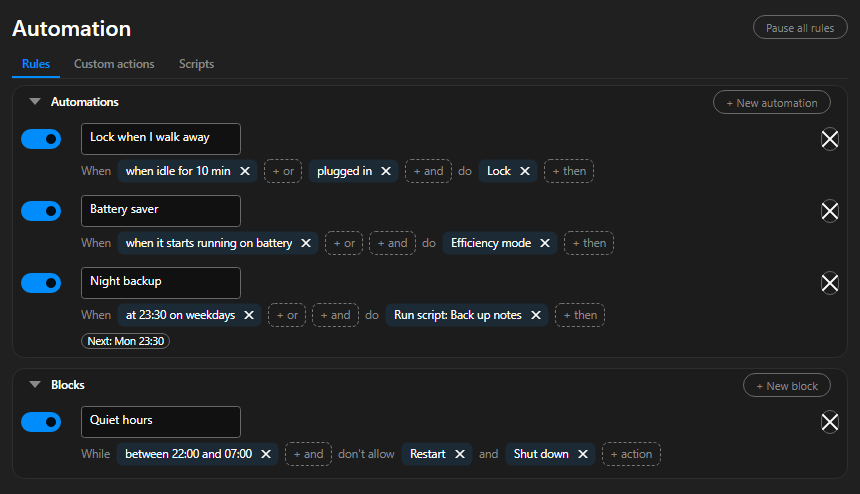 Automation
Pause all rules
Rules Custom actions Scripts
Automations + New automation
Lock when I walk away
When when idle for 10 min + or plugged in + and do Lock + then
Battery saver
When when it starts running on battery + or + and do Efficiency mode + then
Night backup
When at 23:30 on weekdays + or + and do Run script: Back up notes + then
Next: Mon 23:30
Blocks + New block
Quiet hours
While between 22:00 and 07:00 + and don't allow Restart and Shut down + action